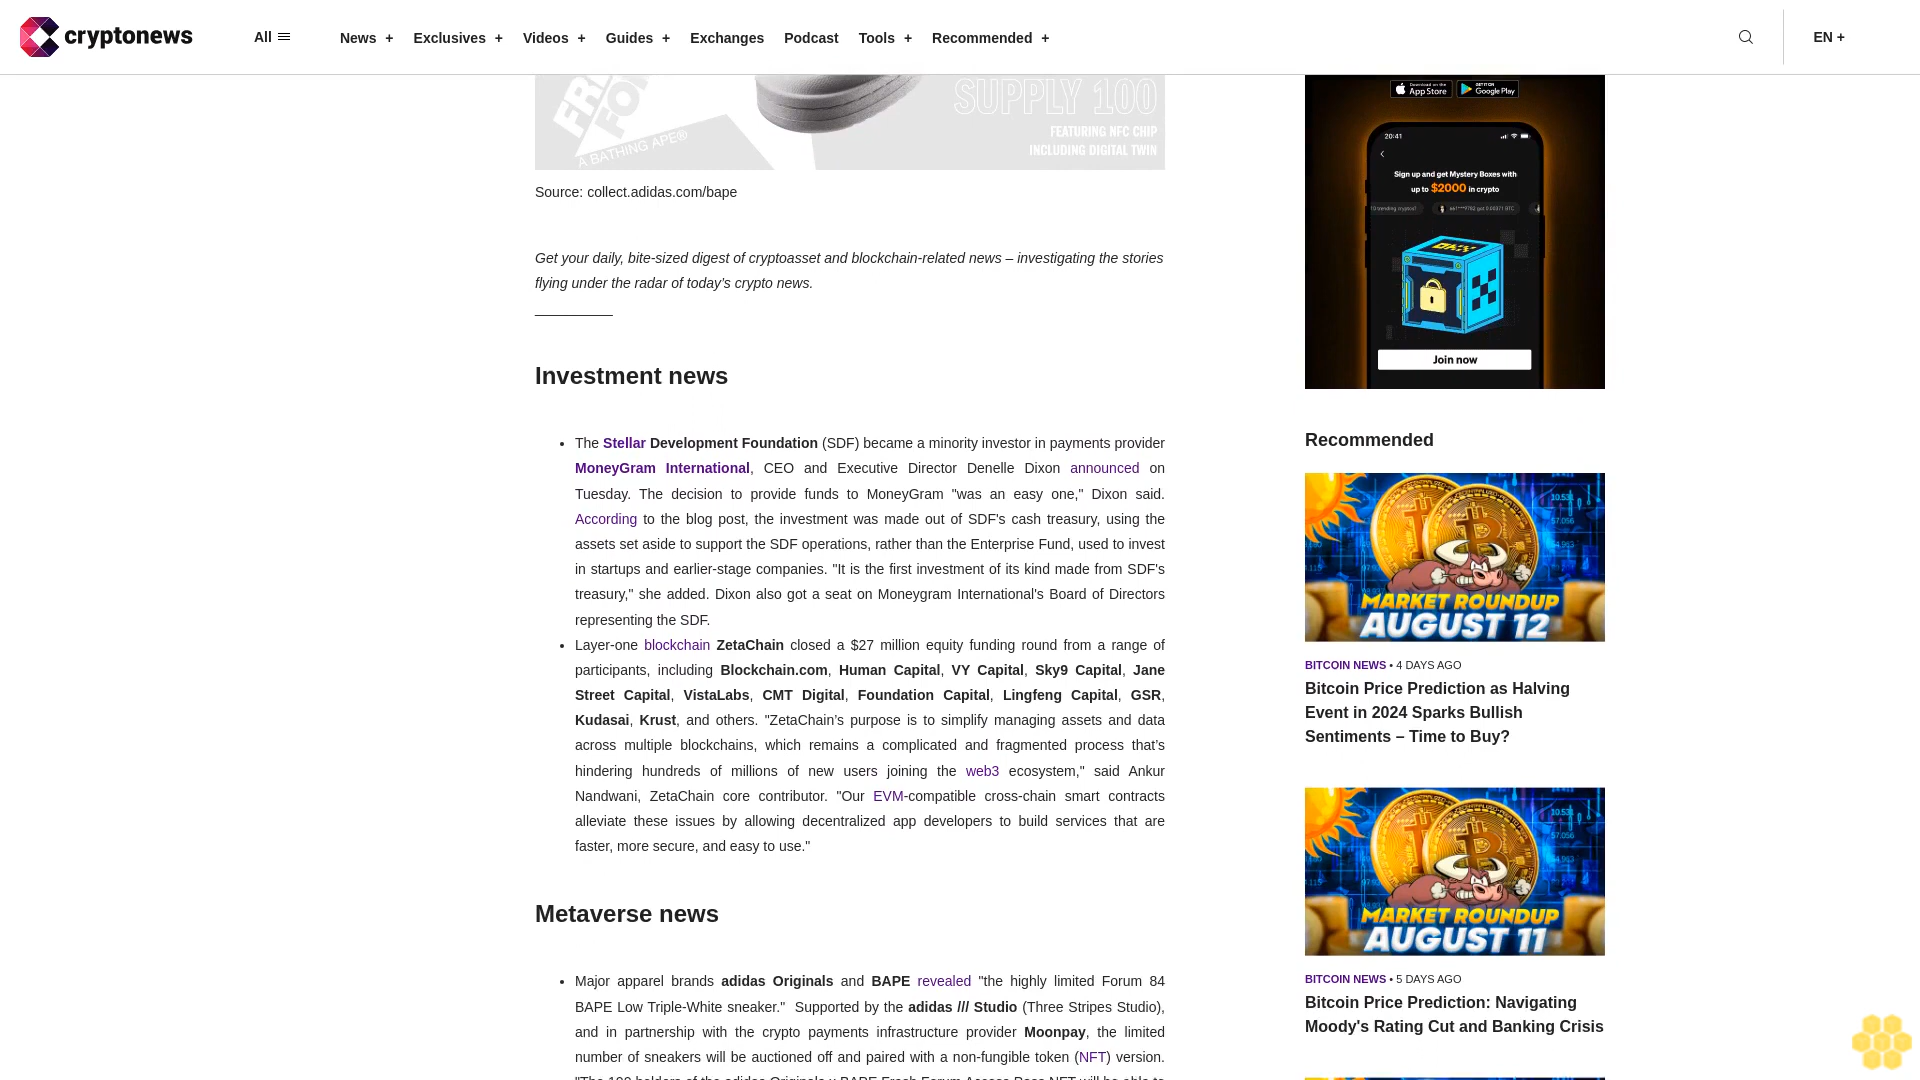 cryptonews
All
News +
Exclusives +
Videos +
Guides +
Exchanges
Podcast
Tools +
Recommended +
EN +
SUPPLY 100
FEATURING NFC CHIP
INCLUDING DIGITAL TWIN
A BATHING APE®
Source: collect.adidas.com/bape
Get your daily, bite-sized digest of cryptoasset and blockchain-related news – investigating the stories
flying under the radar of today’s crypto news.
__________
Investment news
The Stellar Development Foundation (SDF) became a minority investor in payments provider
MoneyGram International, CEO and Executive Director Denelle Dixon announced on
Tuesday. The decision to provide funds to MoneyGram "was an easy one," Dixon said.
According to the blog post, the investment was made out of SDF's cash treasury, using the
assets set aside to support the SDF operations, rather than the Enterprise Fund, used to invest
in startups and earlier-stage companies. "It is the first investment of its kind made from SDF's
treasury," she added. Dixon also got a seat on Moneygram International's Board of Directors
representing the SDF.
Layer-one blockchain ZetaChain closed a $27 million equity funding round from a range of
participants, including Blockchain.com, Human Capital, VY Capital, Sky9 Capital, Jane
Street Capital, VistaLabs, CMT Digital, Foundation Capital, Lingfeng Capital, GSR,
Kudasai, Krust, and others. "ZetaChain’s purpose is to simplify managing assets and data
across multiple blockchains, which remains a complicated and fragmented process that’s
hindering hundreds of millions of new users joining the web3 ecosystem," said Ankur
Nandwani, ZetaChain core contributor. "Our EVM-compatible cross-chain smart contracts
alleviate these issues by allowing decentralized app developers to build services that are
faster, more secure, and easy to use."
Metaverse news
Major apparel brands adidas Originals and BAPE revealed "the highly limited Forum 84
BAPE Low Triple-White sneaker." Supported by the adidas /// Studio (Three Stripes Studio),
and in partnership with the crypto payments infrastructure provider Moonpay, the limited
number of sneakers will be auctioned off and paired with a non-fungible token (NFT) version.
Download on the
App Store
GET IT ON
Google Play
20:41
Sign up and get Mystery Boxes with
up to $2000 in crypto
Join now
Recommended
MARKET ROUNDUP
AUGUST 12
BITCOIN NEWS • 4 DAYS AGO
Bitcoin Price Prediction as Halving
Event in 2024 Sparks Bullish
Sentiments – Time to Buy?
MARKET ROUNDUP
AUGUST 11
BITCOIN NEWS • 5 DAYS AGO
Bitcoin Price Prediction: Navigating
Moody's Rating Cut and Banking Crisis